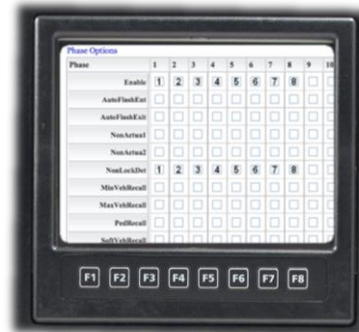 Phase Options
Phase 1 2 3 4 5 6 7 8 9 10
Enable 1 2 3 4 5 6 7 8
AutoFlashEnt
AutoFlashExit
NonActua1
NonActua2
NonLockDet 1 2 3 4 5 6 7 8
MinVehRecall
MaxVehRecall
PedRecall
SoftVehRecall
F1 F2 F3 F4 F5 F6 F7 F8